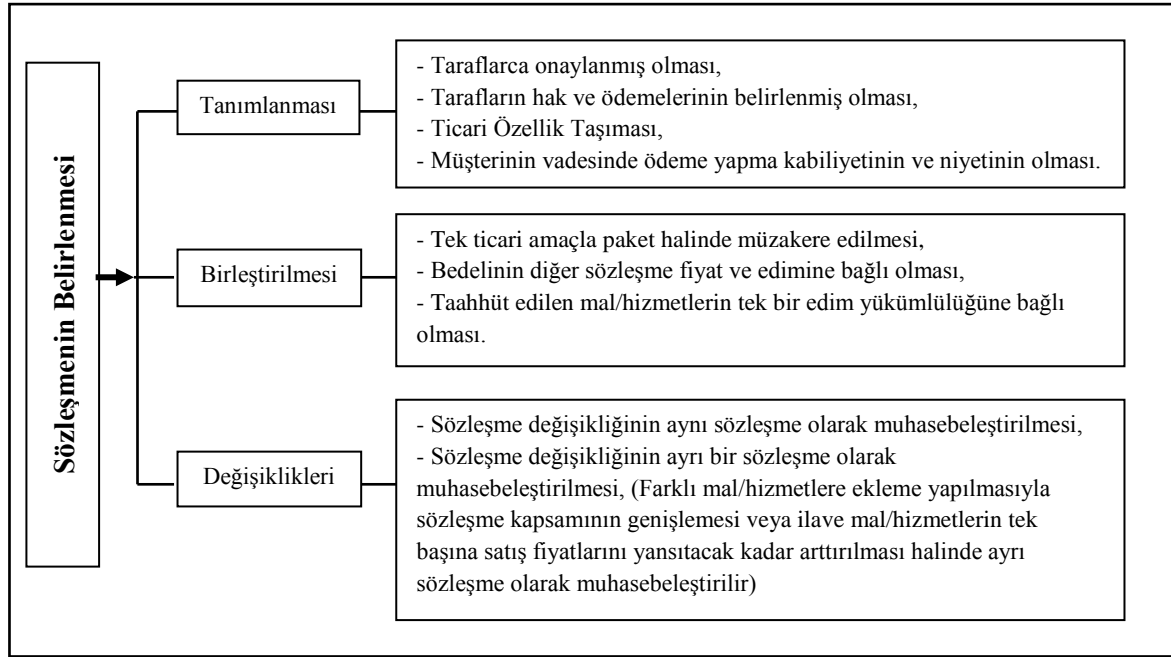 Sözleşmenin Belirlenmesi
Tanımlanması
- Taraflarca onaylanmış olması,
- Tarafların hak ve ödemelerinin belirlenmiş olması,
- Ticari Özellik Taşıması,
- Müşterinin vadesinde ödeme yapma kabiliyetinin ve niyetinin olması.
Birleştirilmesi
- Tek ticari amaçla paket halinde müzakere edilmesi,
- Bedelinin diğer sözleşme fiyat ve edimine bağlı olması,
- Taahhüt edilen mal/hizmetlerin tek bir edim yükümlülüğüne bağlı
olması.
Değişiklikleri
- Sözleşme değişikliğinin aynı sözleşme olarak muhasebeleştirilmesi,
- Sözleşme değişikliğinin ayrı bir sözleşme olarak
muhasebeleştirilmesi, (Farklı mal/hizmetlere ekleme yapılmasıyla
sözleşme kapsamının genişlemesi veya ilave mal/hizmetlerin tek
başına satış fiyatlarını yansıtacak kadar arttırılması halinde ayrı
sözleşme olarak muhasebeleştirilir)